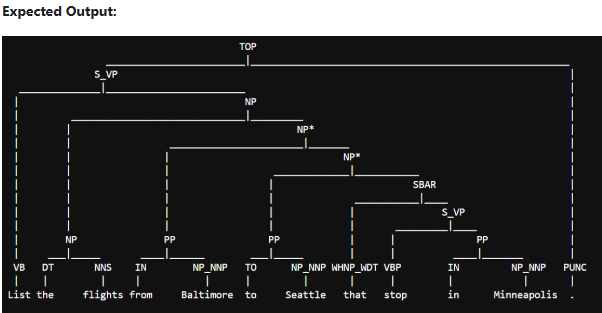 Expected Output:
TOP
S_VP
NP
NP*
NP*
SBAR
S_VP
NP PP PP PP
VB DT NNS IN NP_NNP TO NP_NNP WHNP_WDT VBP IN NP_NNP PUNC
List the flights from Baltimore to Seattle that stop in Minneapolis .